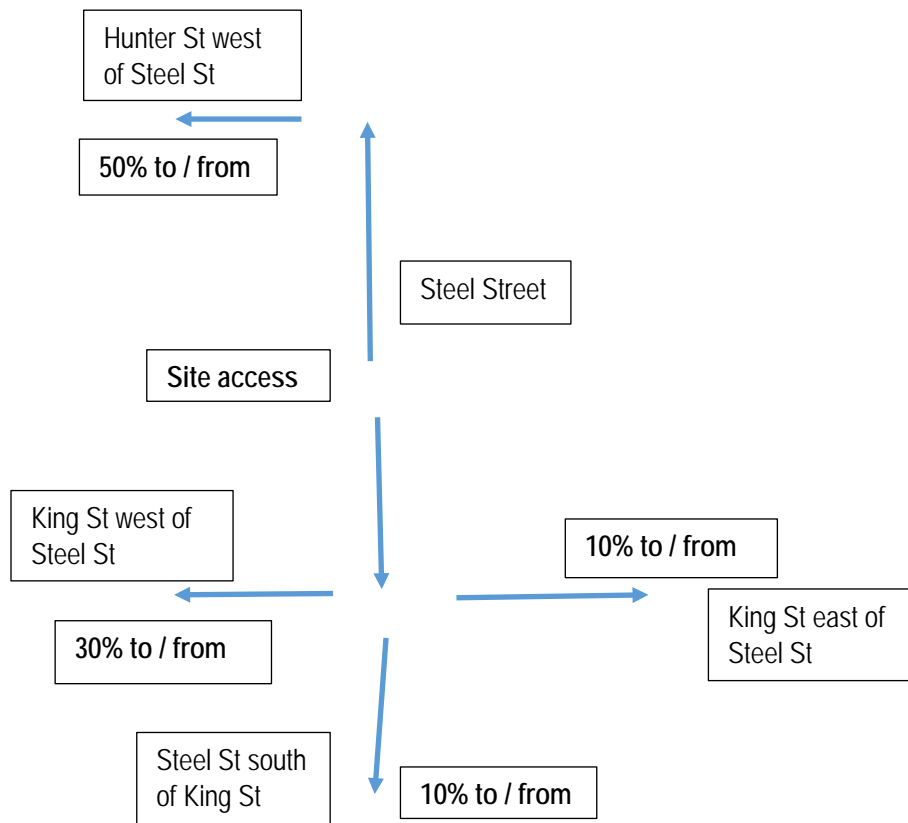 Hunter St west
of Steel St
50% to / from
Steel Street
Site access
King St west of
Steel St
10% to / from
30% to / from
King St east of
Steel St
Steel St south
of King St
10% to / from